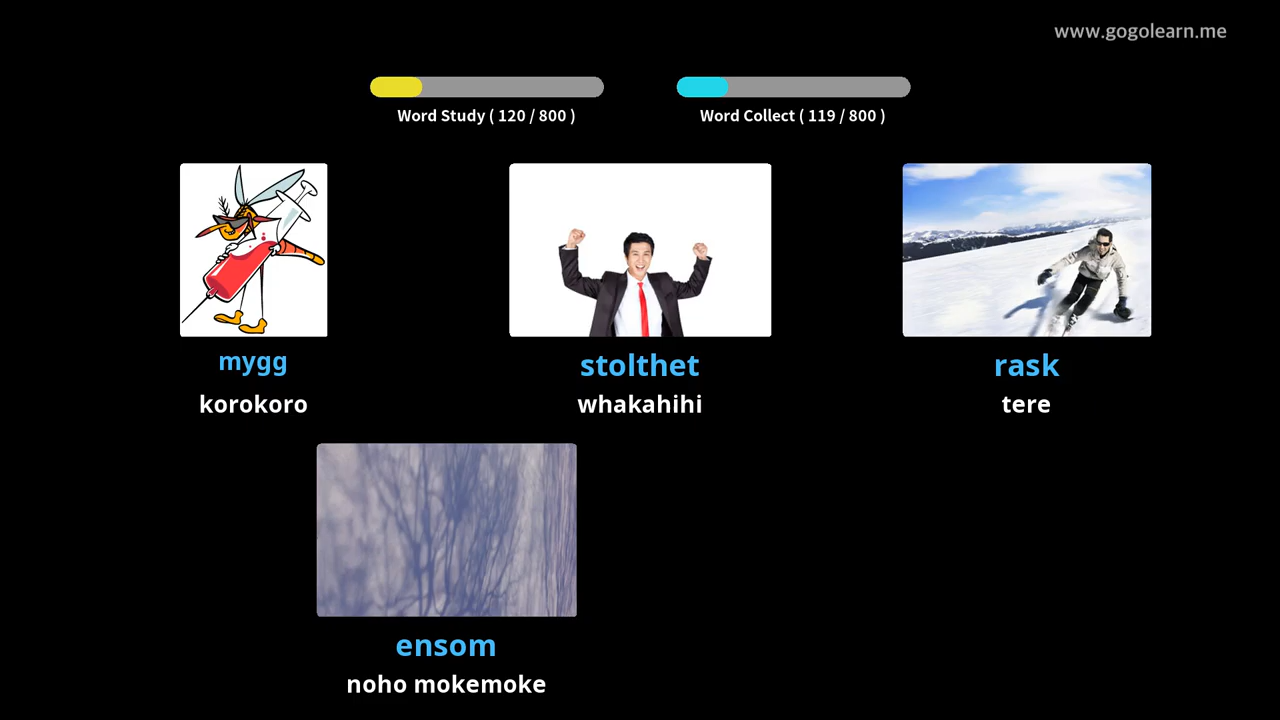 www.gogolearn.me
Word Study ( 120 / 800 )
Word Collect ( 119 / 800 )
mygg
korokoro
stolthet
whakahihi
rask
tere
ensom
noho mokemoke